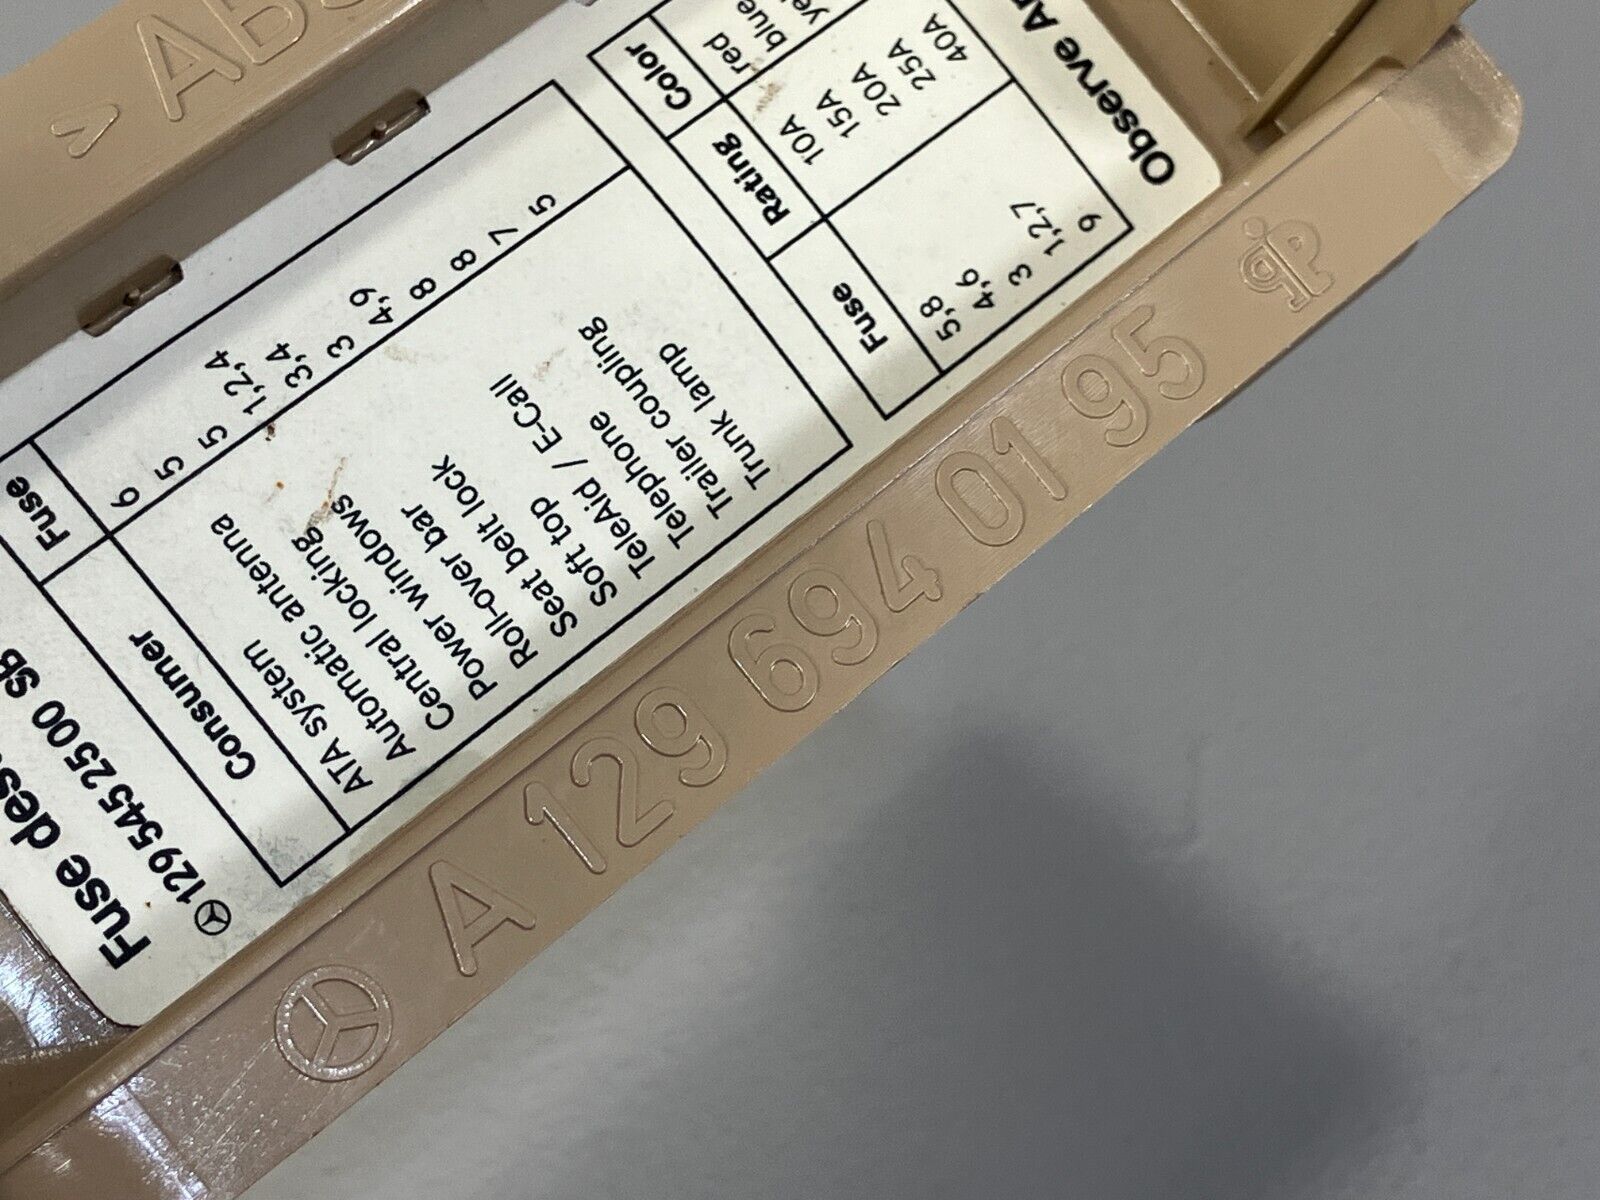 Fuse
129 545 25 00 Sb
Consumer Fuse
ATA system 6
Automatic antenna 5
Central locking 5
Power windows 1,2,4
Roll-over bar 3,4
Seat belt lock 3
Soft top 4,9
TeleAid / E-Call 8
Telephone 8
Trailer coupling 7
Trunk lamp 5
Fuse Rating Color
5,8 10A red
4,6 15A blue
3 20A
1,2,7 25A
9 40A
Observe
A 129 694 01 95